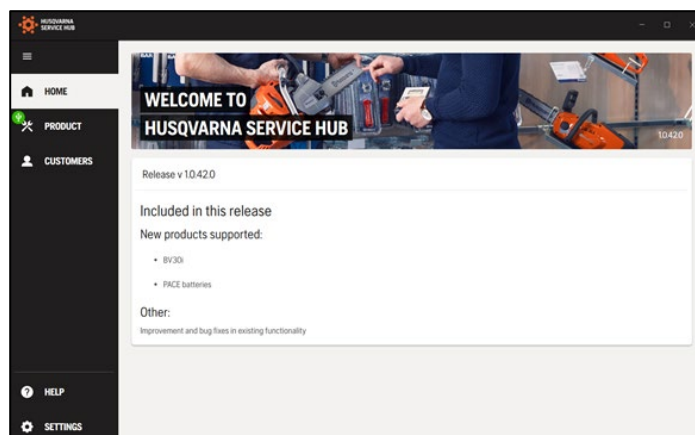 HUSQVARNA
SERVICE HUB
HOME
PRODUCT
CUSTOMERS
HELP
SETTINGS
WELCOME TO
HUSQVARNA SERVICE HUB
1.0.42.0
Release v 1.0.42.0
Included in this release
New products supported:
• BV30i
• PACE batteries
Other:
Improvement and bug fixes in existing functionality